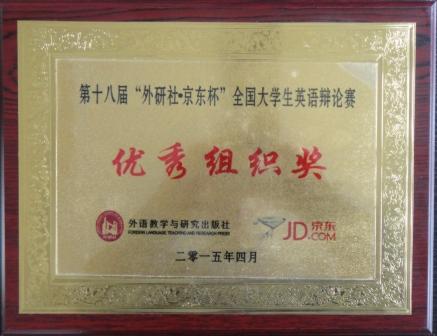 第十八届“外研社•京东杯”全国大学生英语辩论赛
优秀组织奖
外语教学与研究出版社
FOREIGN LANGUAGE TEACHING AND RESEARCH PRESS
JD.京东
.COM
二零一五年四月